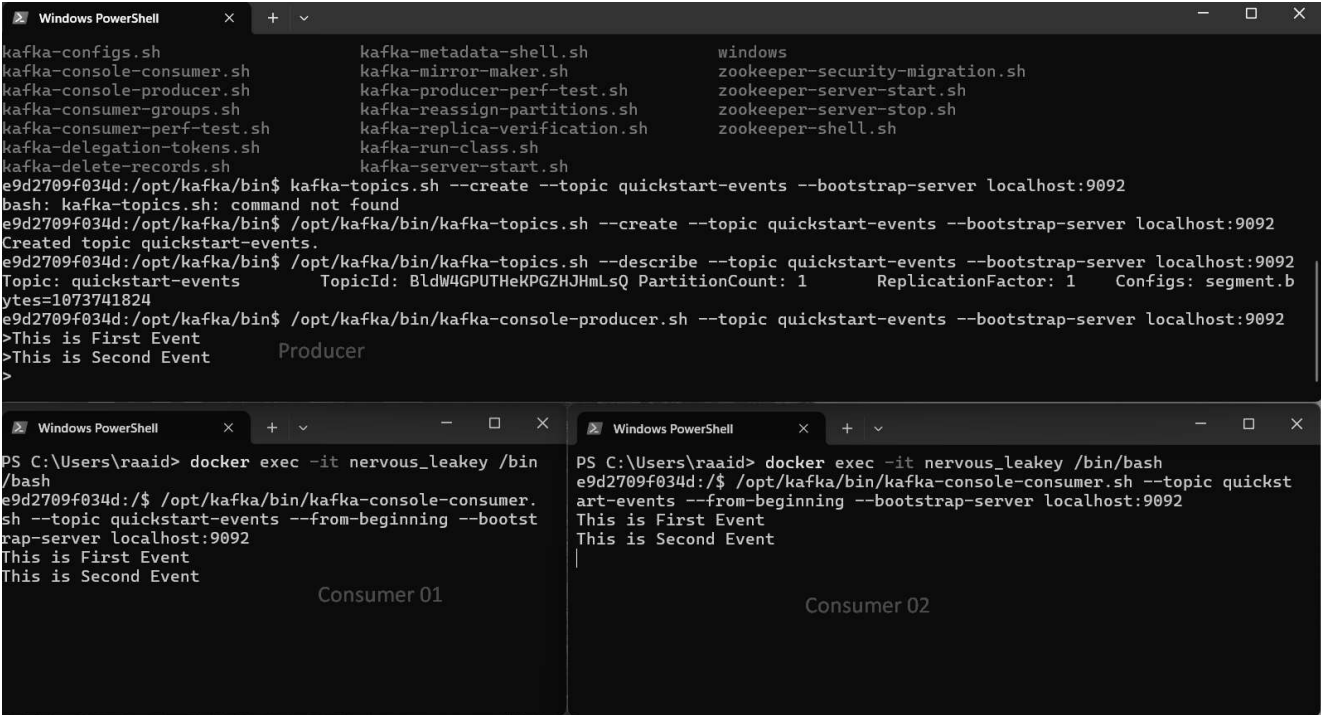 Windows PowerShell
kafka-configs.sh kafka-metadata-shell.sh windows
kafka-console-consumer.sh kafka-mirror-maker.sh zookeeper-security-migration.sh
kafka-console-producer.sh kafka-producer-perf-test.sh zookeeper-server-start.sh
kafka-consumer-groups.sh kafka-reassign-partitions.sh zookeeper-server-stop.sh
kafka-consumer-perf-test.sh kafka-replica-verification.sh zookeeper-shell.sh
kafka-delegation-tokens.sh kafka-run-class.sh
kafka-delete-records.sh kafka-server-start.sh
e9d2709f034d:/opt/kafka/bin$ kafka-topics.sh --create --topic quickstart-events --bootstrap-server localhost:9092
bash: kafka-topics.sh: command not found
e9d2709f034d:/opt/kafka/bin$ /opt/kafka/bin/kafka-topics.sh --create --topic quickstart-events --bootstrap-server localhost:9092
Created topic quickstart-events.
e9d2709f034d:/opt/kafka/bin$ /opt/kafka/bin/kafka-topics.sh --describe --topic quickstart-events --bootstrap-server localhost:9092
Topic: quickstart-events TopicId: BldW4GPUTHeKPGZHJHmLsQ PartitionCount: 1 ReplicationFactor: 1 Configs: segment.b
ytes=1073741824
e9d2709f034d:/opt/kafka/bin$ /opt/kafka/bin/kafka-console-producer.sh --topic quickstart-events --bootstrap-server localhost:9092
>This is First Event
>This is Second Event
>
Producer
Windows PowerShell
PS C:\Users\raaid> docker exec -it nervous_leakey /bin
/bash
e9d2709f034d:/$ /opt/kafka/bin/kafka-console-consumer.
sh --topic quickstart-events --from-beginning --bootst
rap-server localhost:9092
This is First Event
This is Second Event
Consumer 01
Windows PowerShell
PS C:\Users\raaid> docker exec -it nervous_leakey /bin/bash
e9d2709f034d:/$ /opt/kafka/bin/kafka-console-consumer.sh --topic quickst
art-events --from-beginning --bootstrap-server localhost:9092
This is First Event
This is Second Event
Consumer 02